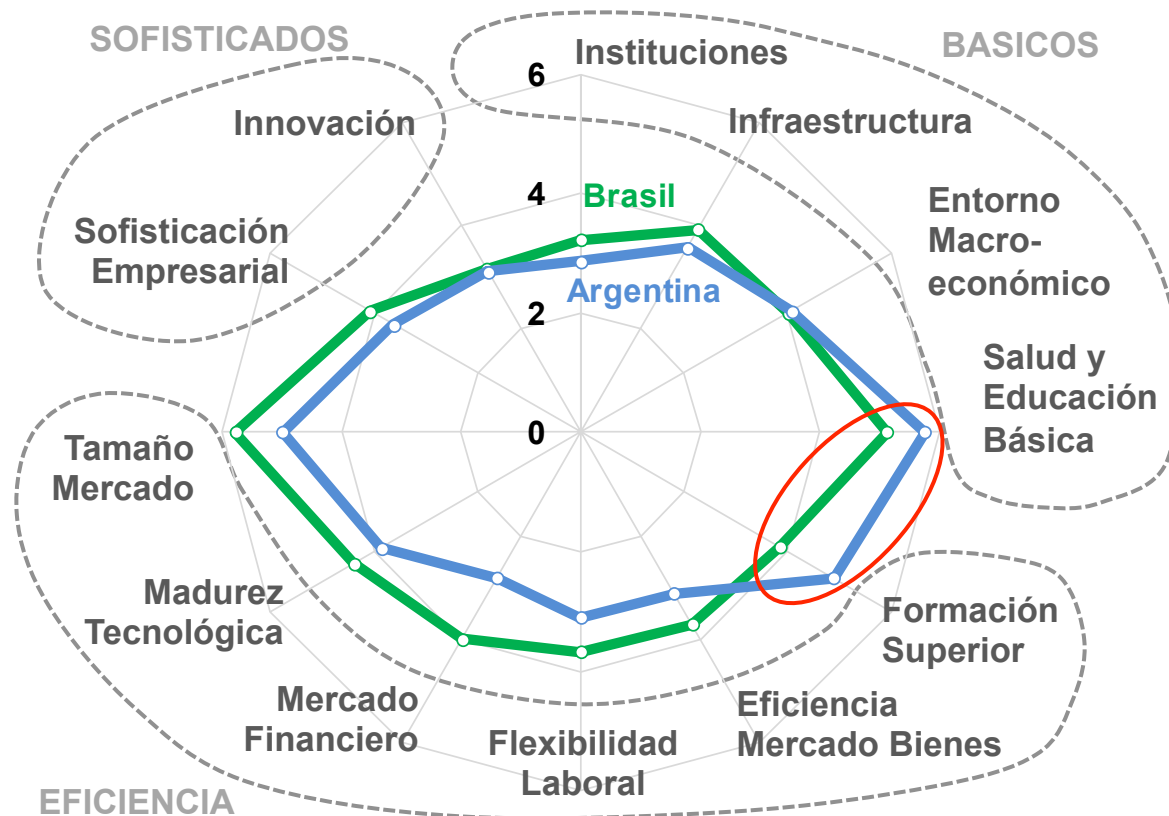 SOFISTICADOS
BASICOS
Instituciones
6
Innovación
Infraestructura
4
Brasil
Entorno
Macro-
económico
Sofisticación
Empresarial
Argentina
2
Salud y
Educación
Básica
0
Tamaño
Mercado
Madurez
Tecnológica
Formación
Superior
Mercado
Financiero
Eficiencia
Mercado Bienes
Flexibilidad
Laboral
EFICIENCIA